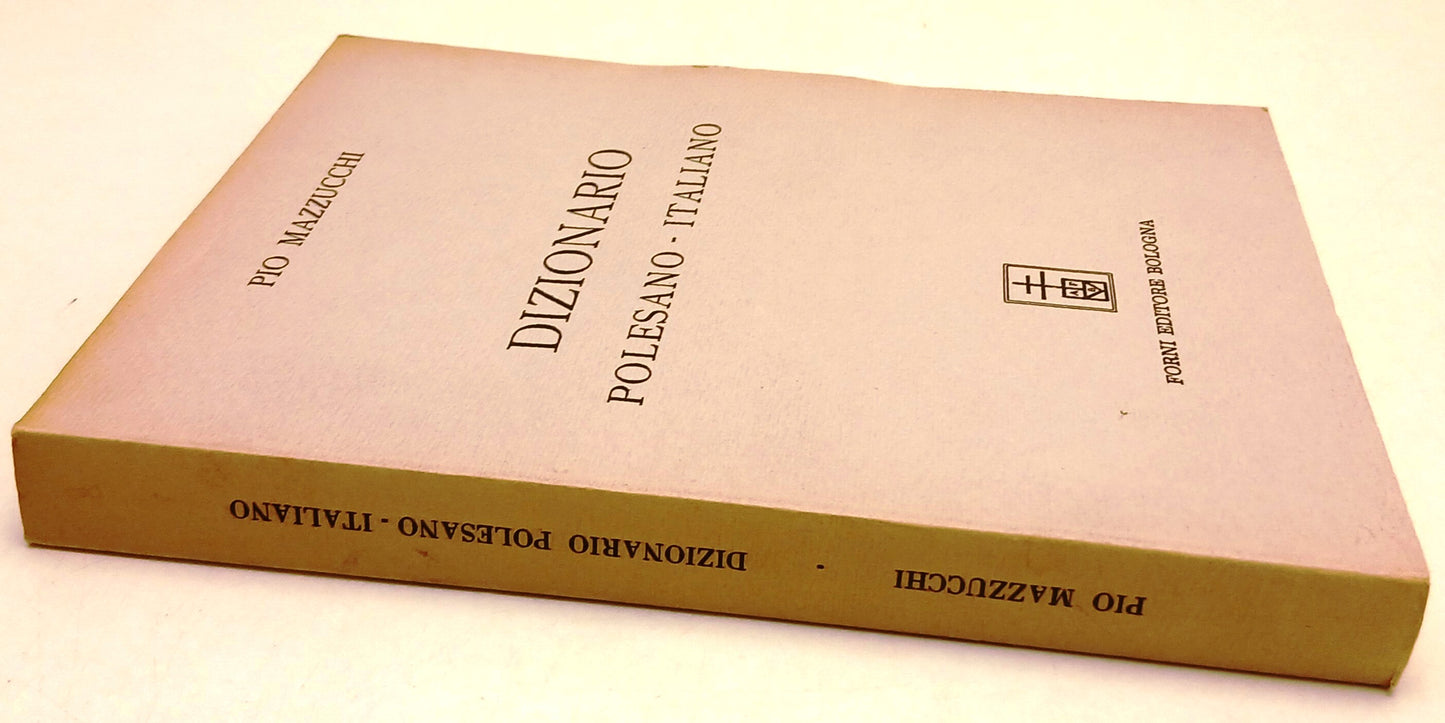 PIO MAZZUCCHI
DIZIONARIO
POLESANO - ITALIANO
FORNI EDITORE BOLOGNA
PIO MAZZUCCHI • DIZIONARIO POLESANO - ITALIANO